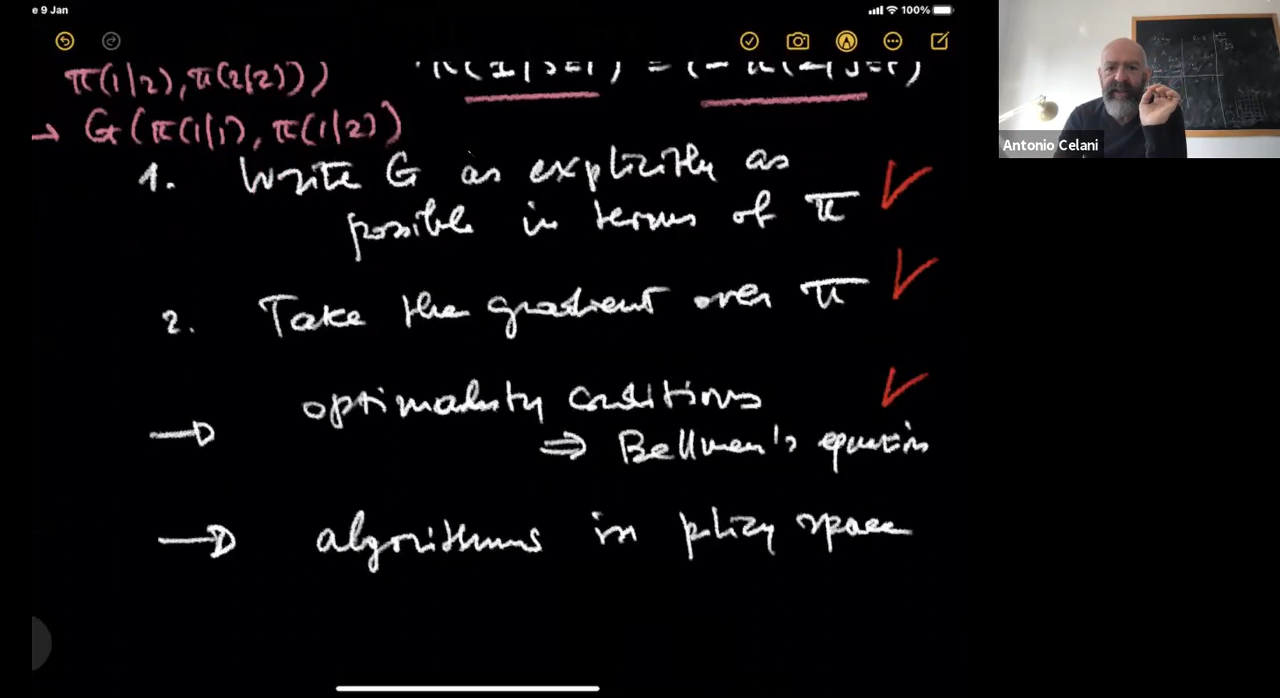 e 9 Jan
100%
π(1|2), π(2|2))
→ G(π(1|1), π(1|2))
1. Write G as explicitly as
possible in terms of π
2. Take the gradient over π
optimality conditions
⇒ Bellman's equation
algorithms in policy space
Antonio Celani